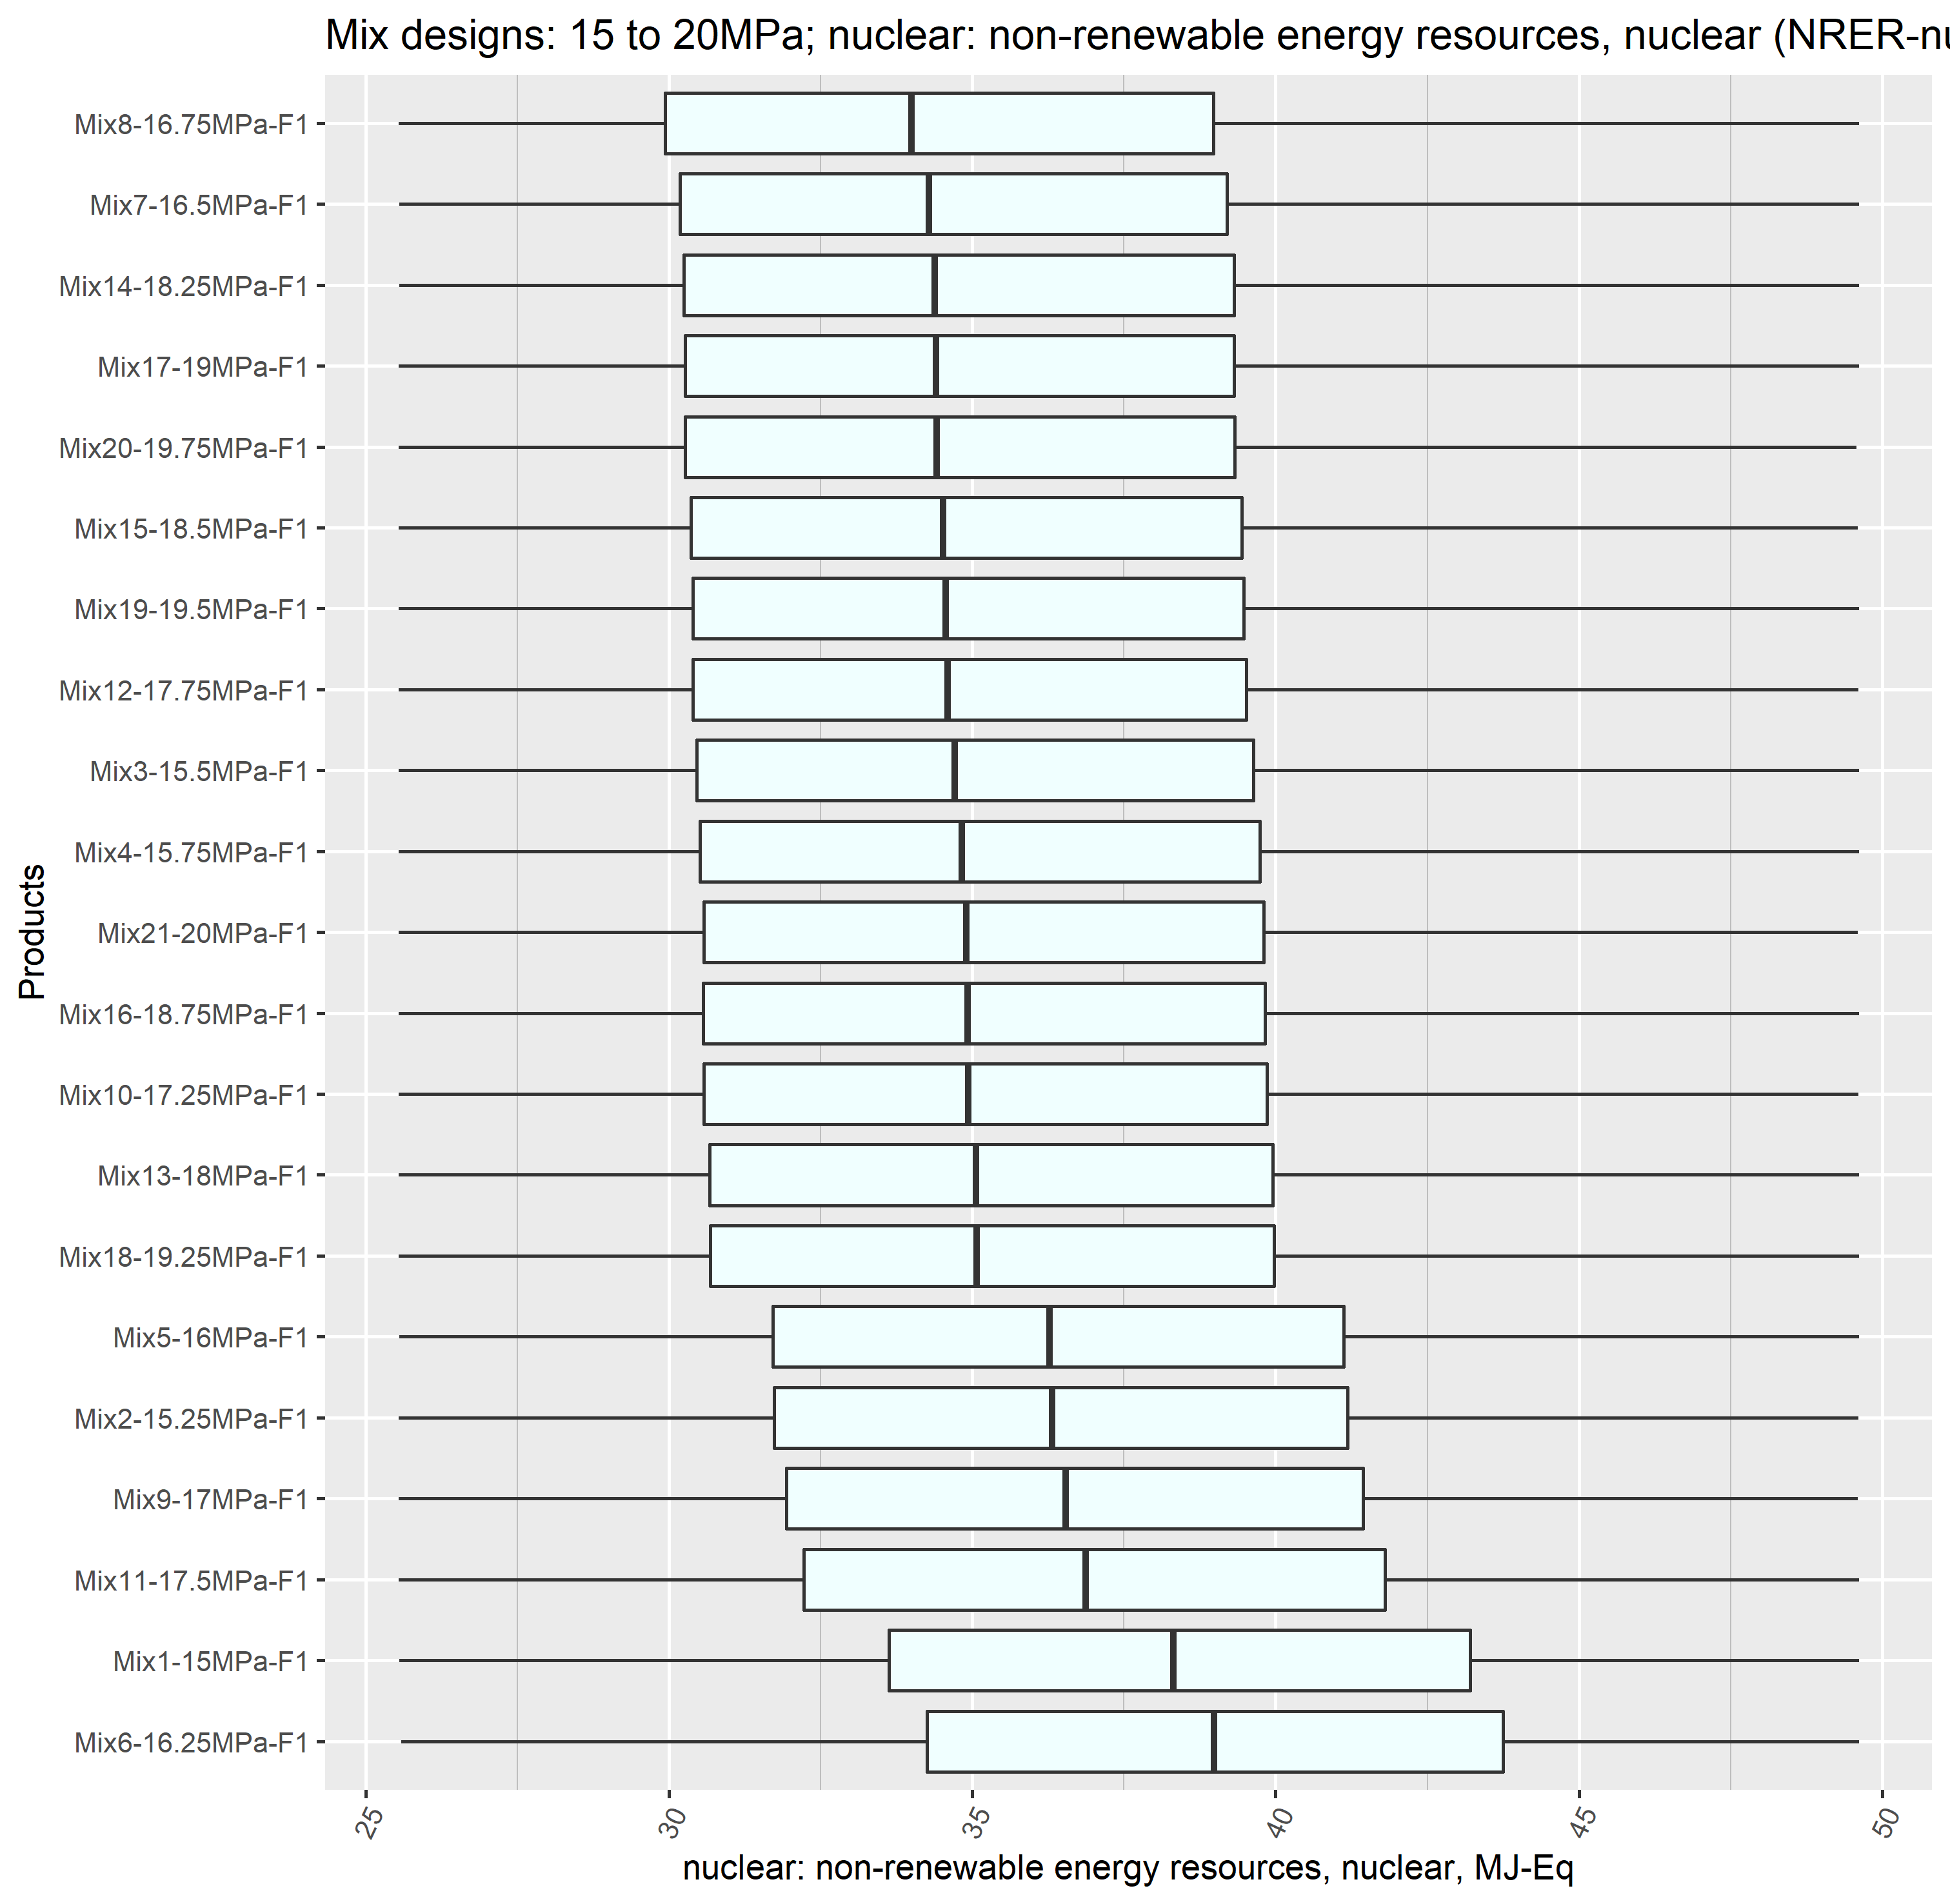 Mix designs: 15 to 20MPa; nuclear: non-renewable energy resources, nuclear (NRER-nu
Mix8-16.75MPa-F1
Mix7-16.5MPa-F1
Mix14-18.25MPa-F1
Mix17-19MPa-F1
Mix20-19.75MPa-F1
Mix15-18.5MPa-F1
Mix19-19.5MPa-F1
Mix12-17.75MPa-F1
Mix3-15.5MPa-F1
Mix4-15.75MPa-F1
Mix21-20MPa-F1
Mix16-18.75MPa-F1
Mix10-17.25MPa-F1
Mix13-18MPa-F1
Mix18-19.25MPa-F1
Mix5-16MPa-F1
Mix2-15.25MPa-F1
Mix9-17MPa-F1
Mix11-17.5MPa-F1
Mix1-15MPa-F1
Mix6-16.25MPa-F1
Products
25 30 35 40 45 50
nuclear: non-renewable energy resources, nuclear, MJ-Eq